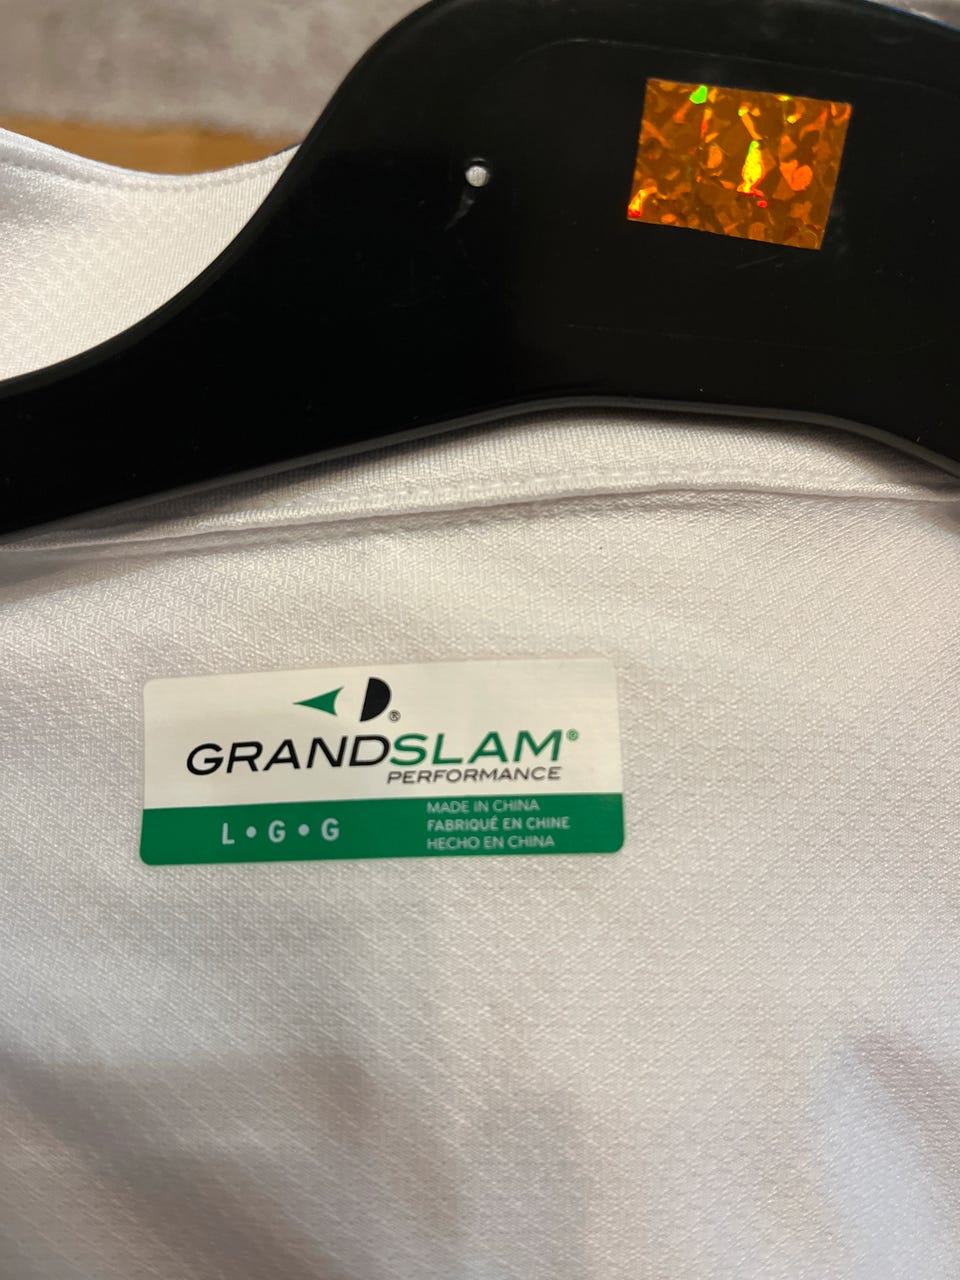 ®
GRANDSLAM®
PERFORMANCE
L • G • G
MADE IN CHINA
FABRIQUÉ EN CHINE
HECHO EN CHINA